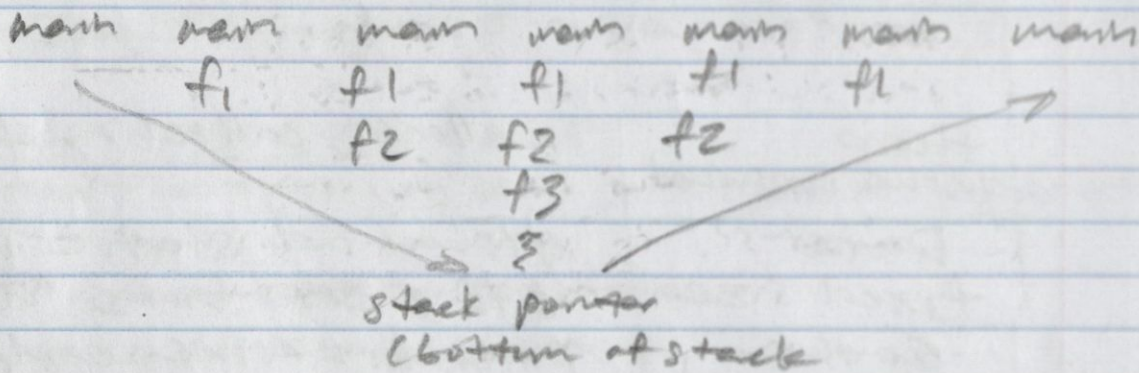 main main main main main main main
f1 f1 f1 f1 f1
f2 f2 f2
f3
stack pointer
(bottom of stack